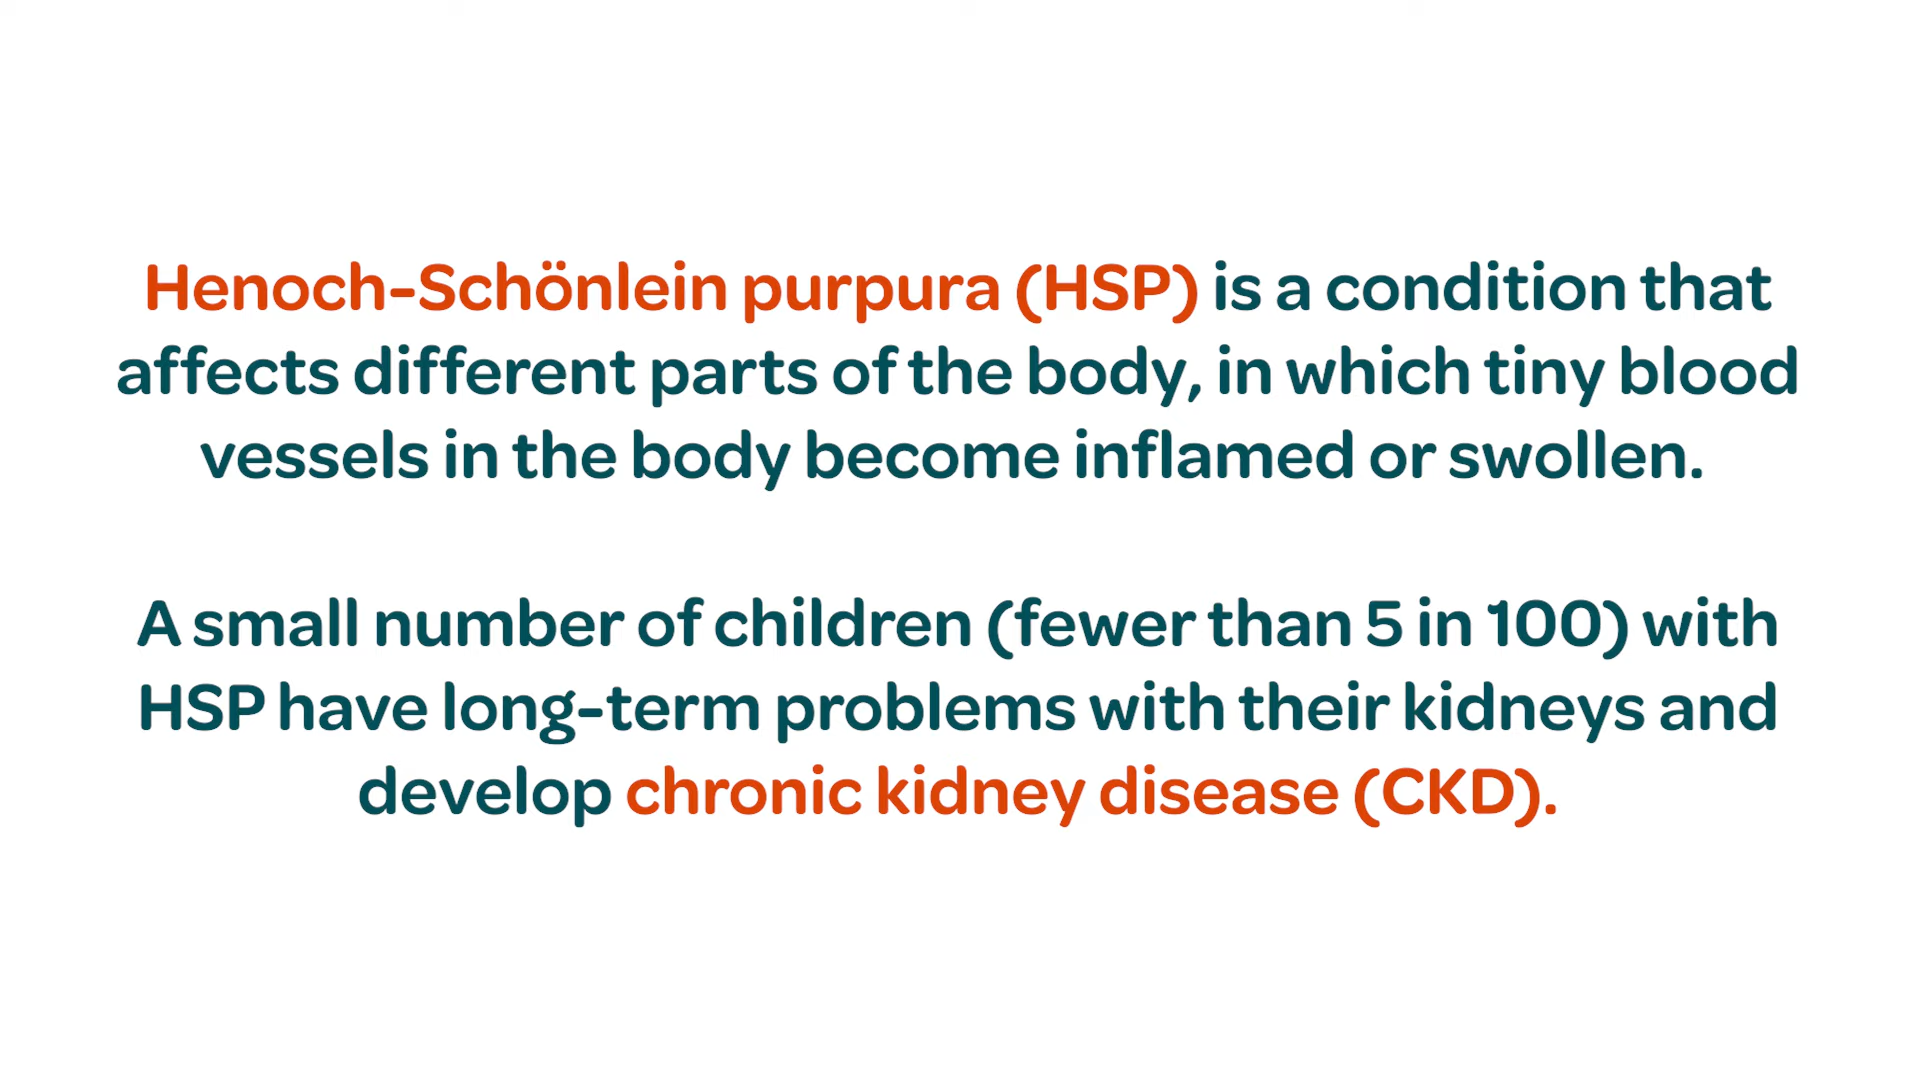 Henoch-Schönlein purpura (HSP) is a condition that
affects different parts of the body, in which tiny blood
vessels in the body become inflamed or swollen.
A small number of children (fewer than 5 in 100) with
HSP have long-term problems with their kidneys and
develop chronic kidney disease (CKD).